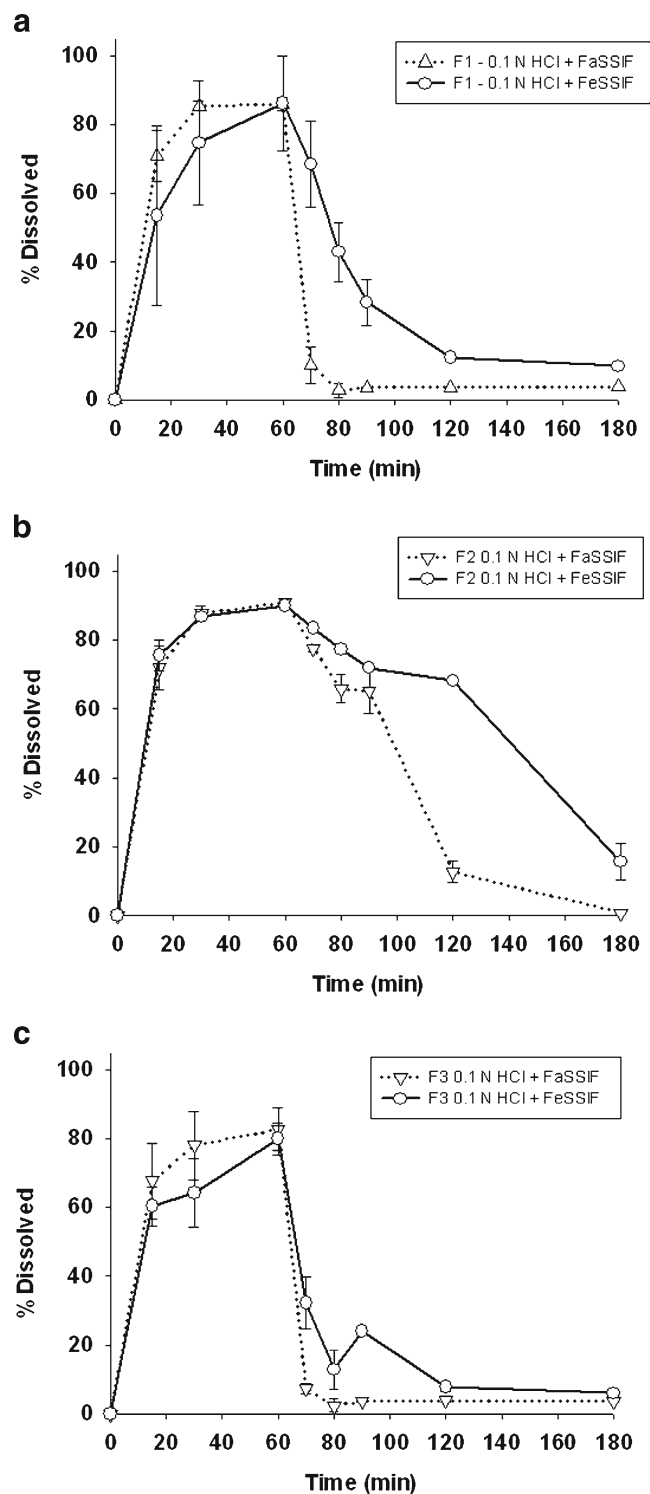 a
100
80
60
40
20
0
% Dissolved
F1 - 0.1 N HCl + FaSSIF
F1 - 0.1 N HCl + FeSSIF
0 20 40 60 80 100 120 140 160 180
Time (min)
b
100
80
60
40
20
0
% Dissolved
F2 0.1 N HCl + FaSSIF
F2 0.1 N HCl + FeSSIF
0 20 40 60 80 100 120 140 160 180
Time (min)
c
100
80
60
40
20
0
% Dissolved
F3 0.1 N HCl + FaSSIF
F3 0.1 N HCl + FeSSIF
0 20 40 60 80 100 120 140 160 180
Time (min)